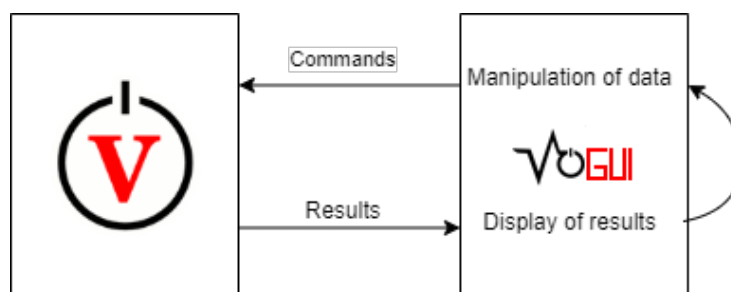 Commands
Manipulation of data
V
VOGUI
Results
Display of results